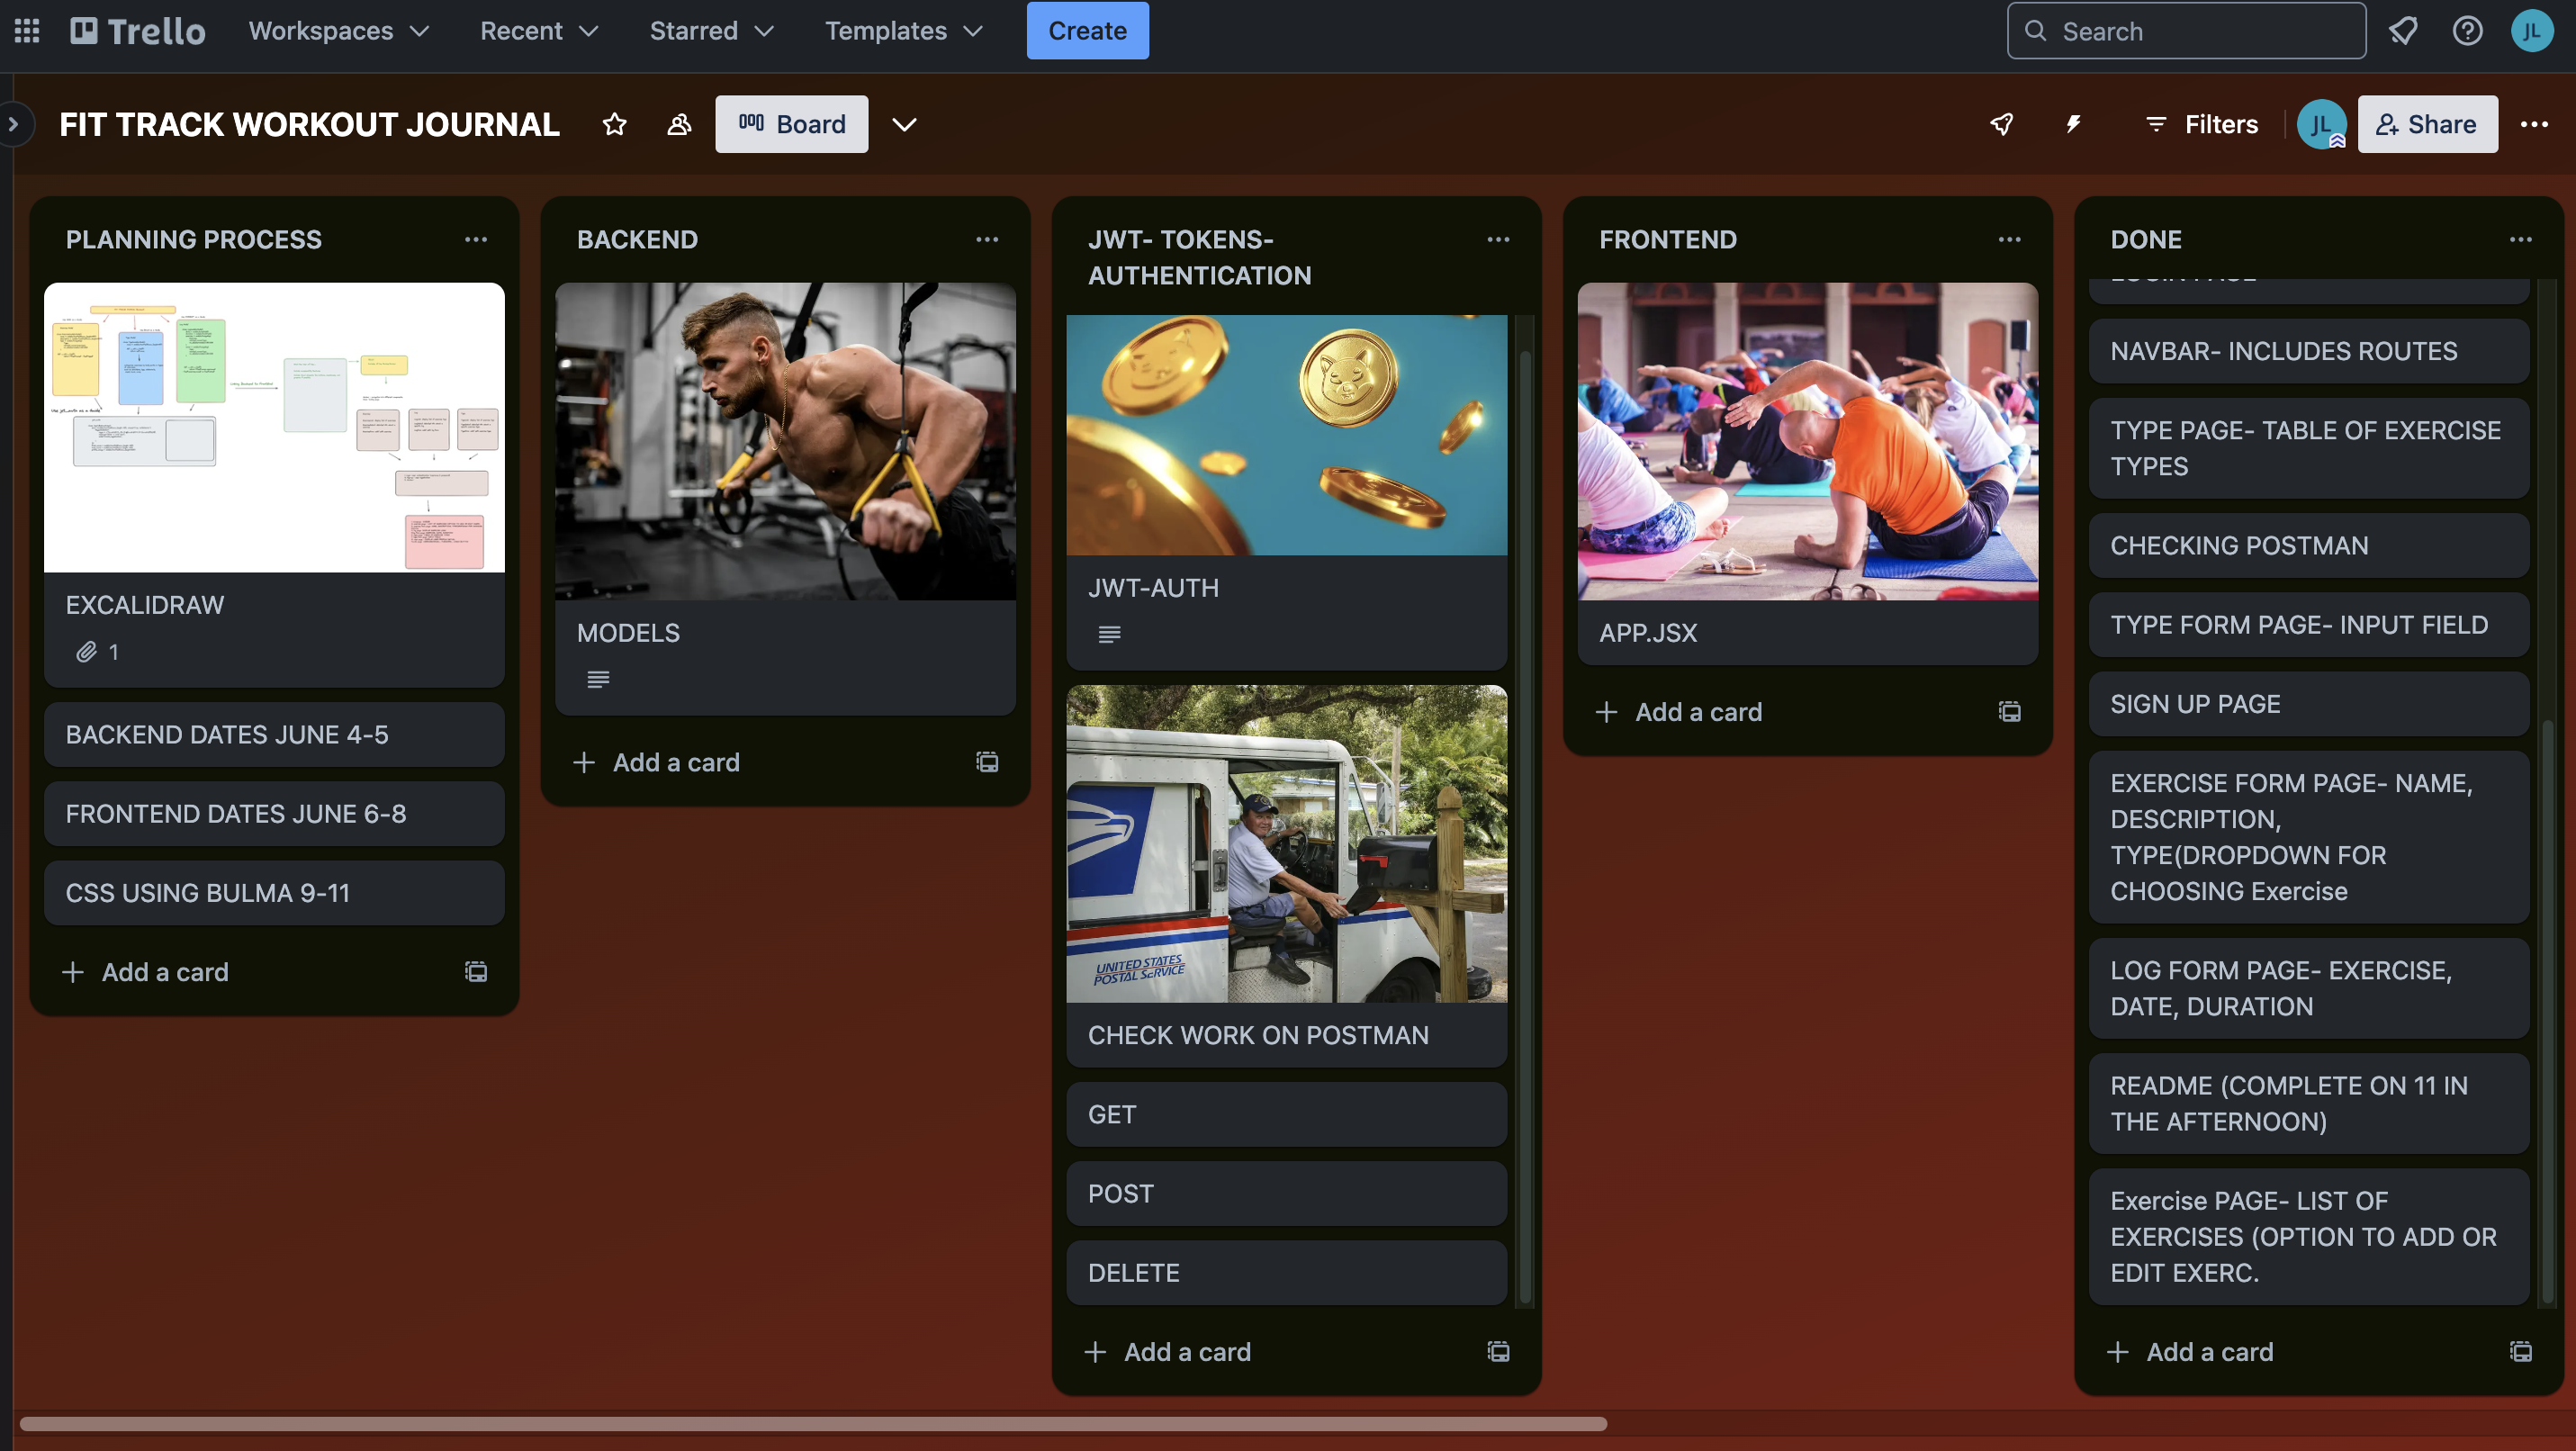 Trello
Workspaces
Recent
Starred
Templates
Create
Search
JL
FIT TRACK WORKOUT JOURNAL
Board
Filters
JL
Share
PLANNING PROCESS
EXCALIDRAW
1
BACKEND DATES JUNE 4-5
FRONTEND DATES JUNE 6-8
CSS USING BULMA 9-11
Add a card
BACKEND
MODELS
Add a card
JWT- TOKENS-
AUTHENTICATION
JWT-AUTH
UNITED STATES
POSTAL SERVICE
CHECK WORK ON POSTMAN
GET
POST
DELETE
Add a card
FRONTEND
APP.JSX
Add a card
DONE
LOGIN PAGE
NAVBAR- INCLUDES ROUTES
TYPE PAGE- TABLE OF EXERCISE
TYPES
CHECKING POSTMAN
TYPE FORM PAGE- INPUT FIELD
SIGN UP PAGE
EXERCISE FORM PAGE- NAME,
DESCRIPTION,
TYPE(DROPDOWN FOR
CHOOSING Exercise
LOG FORM PAGE- EXERCISE,
DATE, DURATION
README (COMPLETE ON 11 IN
THE AFTERNOON)
Exercise PAGE- LIST OF
EXERCISES (OPTION TO ADD OR
EDIT EXERC.
Add a card